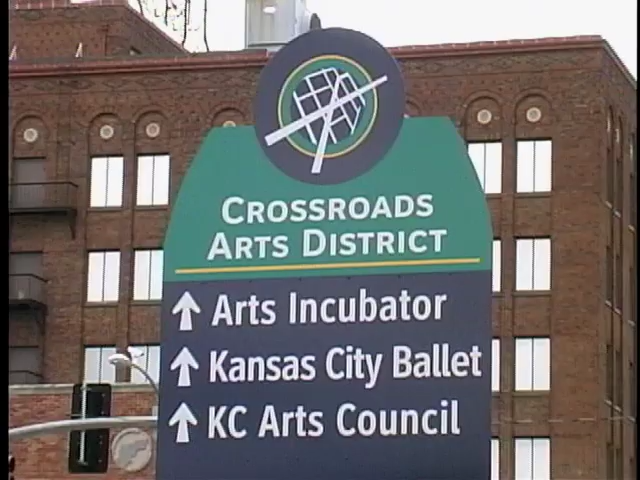 CROSSROADS
ARTS DISTRICT
↑ Arts Incubator
↑ Kansas City Ballet
↑ KC Arts Council